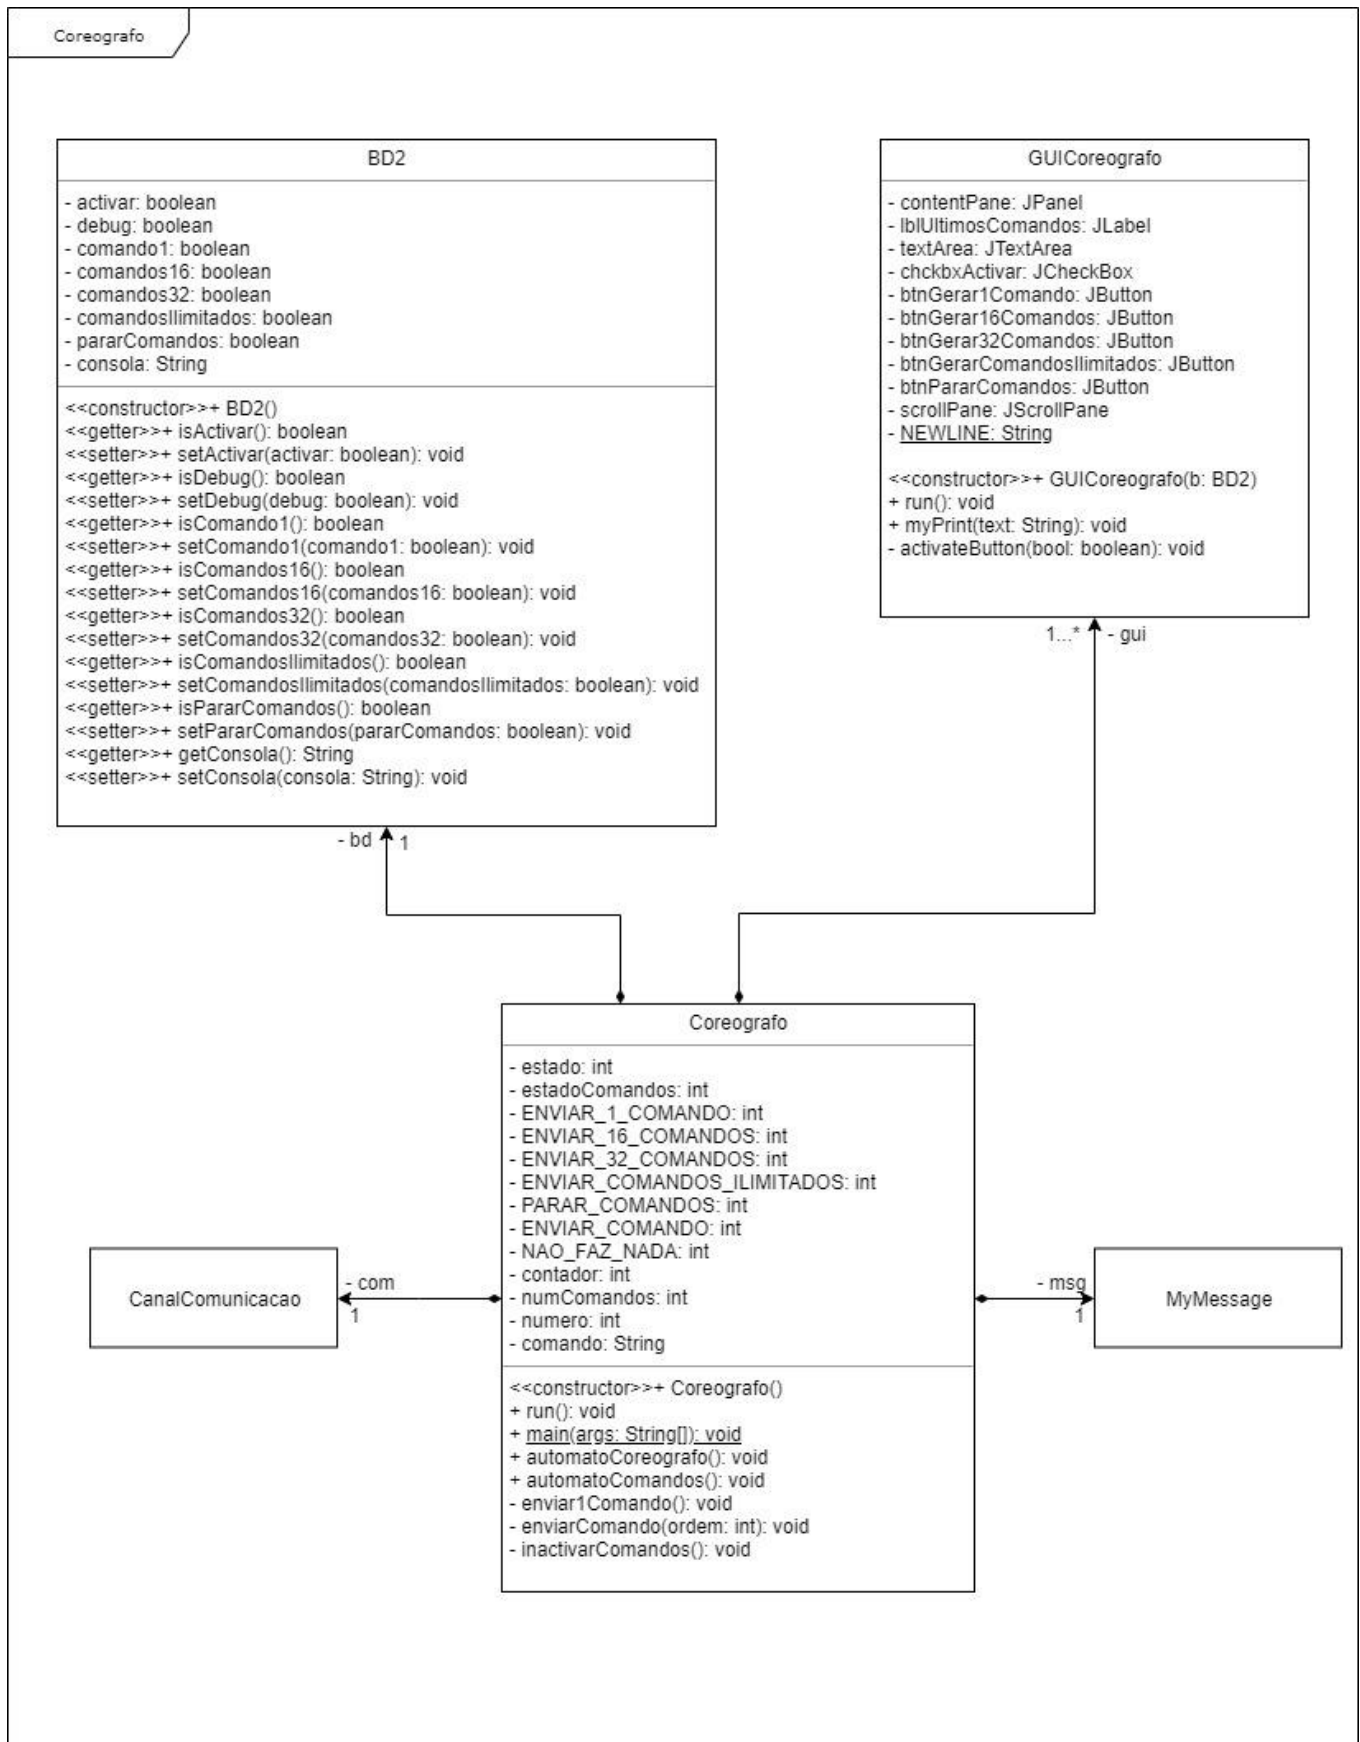 Coreografo
BD2
- activar: boolean
- debug: boolean
- comando1: boolean
- comandos16: boolean
- comandos32: boolean
- comandosIlimitados: boolean
- pararComandos: boolean
- consola: String
<<constructor>>+ BD2()
<<getter>>+ isActivar(): boolean
<<setter>>+ setActivar(activar: boolean): void
<<getter>>+ isDebug(): boolean
<<setter>>+ setDebug(debug: boolean): void
<<getter>>+ isComando1(): boolean
<<setter>>+ setComando1(comando1: boolean): void
<<getter>>+ isComandos16(): boolean
<<setter>>+ setComandos16(comandos16: boolean): void
<<getter>>+ isComandos32(): boolean
<<setter>>+ setComandos32(comandos32: boolean): void
<<getter>>+ isComandosIlimitados(): boolean
<<setter>>+ setComandosIlimitados(comandosIlimitados: boolean): void
<<getter>>+ isPararComandos(): boolean
<<setter>>+ setPararComandos(pararComandos: boolean): void
<<getter>>+ getConsola(): String
<<setter>>+ setConsola(consola: String): void
GUICoreografo
- contentPane: JPanel
- lblUltimosComandos: JLabel
- textArea: JTextArea
- chckbxActivar: JCheckBox
- btnGerar1Comando: JButton
- btnGerar16Comandos: JButton
- btnGerar32Comandos: JButton
- btnGerarComandosIlimitados: JButton
- btnPararComandos: JButton
- scrollPane: JScrollPane
- NEWLINE: String
<<constructor>>+ GUICoreografo(b: BD2)
+ run(): void
+ myPrint(text: String): void
- activateButton(bool: boolean): void
1...* - gui
- bd 1
Coreografo
- estado: int
- estadoComandos: int
- ENVIAR_1_COMANDO: int
- ENVIAR_16_COMANDOS: int
- ENVIAR_32_COMANDOS: int
- ENVIAR_COMANDOS_ILIMITADOS: int
- PARAR_COMANDOS: int
- ENVIAR_COMANDO: int
- NAO_FAZ_NADA: int
- contador: int
- numComandos: int
- numero: int
- comando: String
<<constructor>>+ Coreografo()
+ run(): void
+ main(args: String[]): void
+ automatoCoreografo(): void
+ automatoComandos(): void
- enviar1Comando(): void
- enviarComando(ordem: int): void
- inactivarComandos(): void
CanalComunicacao
- com
1
- msg
1
MyMessage